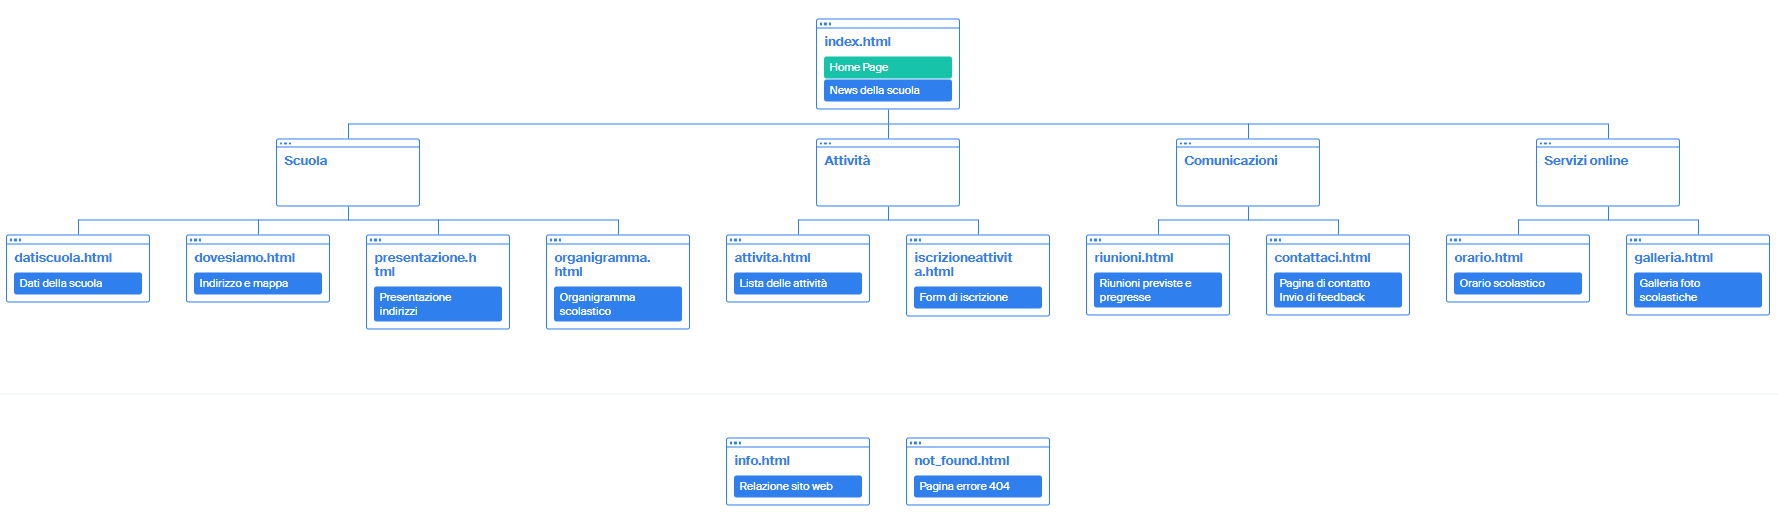 index.html
Home Page
News della scuola
Scuola
Attività
Comunicazioni
Servizi online
datiscuola.html
Dati della scuola
dovesiamo.html
Indirizzo e mappa
presentazione.h
tml
Presentazione
indirizzi
organigramma.
html
Organigramma
scolastico
attivita.html
Lista delle attività
iscrizioneattivit
a.html
Form di iscrizione
riunioni.html
Riunioni previste e
pregresse
contattaci.html
Pagina di contatto
Invio di feedback
orario.html
Orario scolastico
galleria.html
Galleria foto
scolastiche
info.html
Relazione sito web
not_found.html
Pagina errore 404